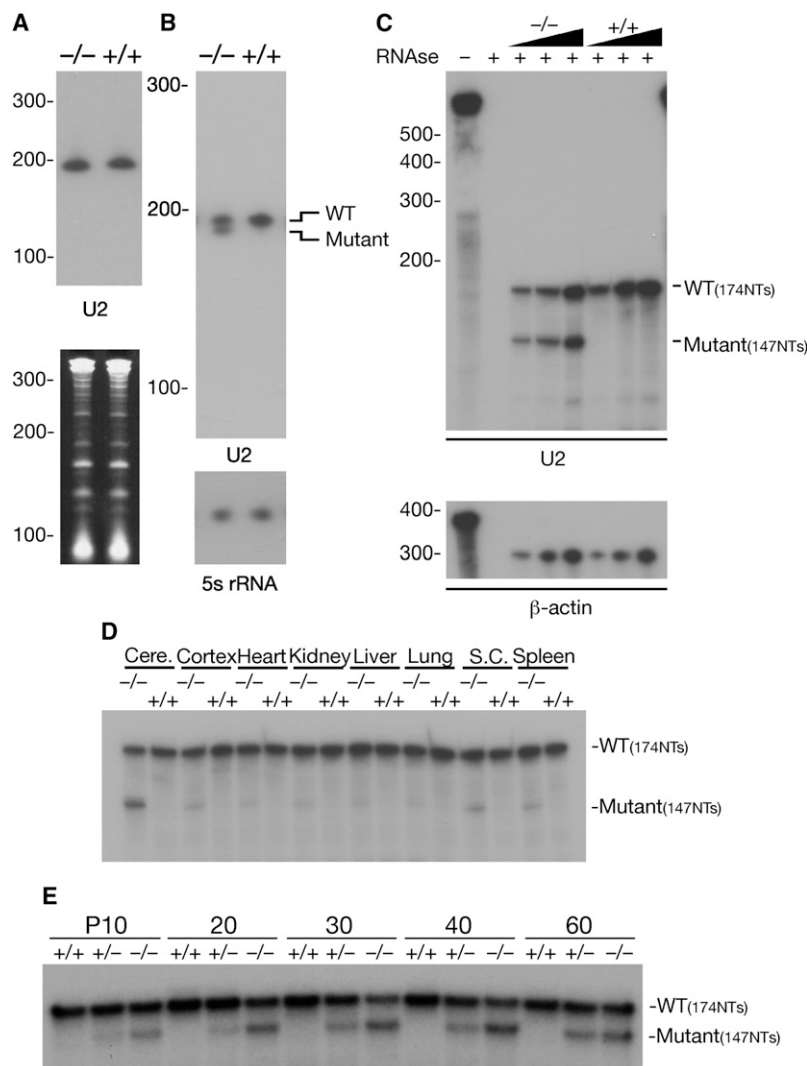 A
−/− +/+
300-
200-
100-
U2
300-
200-
100-
B
−/− +/+
300-
200-
100-
WT
Mutant
U2
5s rRNA
C
−/− +/+
RNAse − + + + + + + +
500-
400-
300-
200-
-WT(174NTs)
-Mutant(147NTs)
U2
400-
300-
β-actin
D
Cere. Cortex Heart Kidney Liver Lung S.C. Spleen
−/− −/− −/− −/− −/− −/− −/− −/−
+/+ +/+ +/+ +/+ +/+ +/+ +/+ +/+
-WT(174NTs)
-Mutant(147NTs)
E
P10 20 30 40 60
+/+ +/− −/− +/+ +/− −/− +/+ +/− −/− +/+ +/− −/− +/+ +/− −/−
-WT(174NTs)
-Mutant(147NTs)